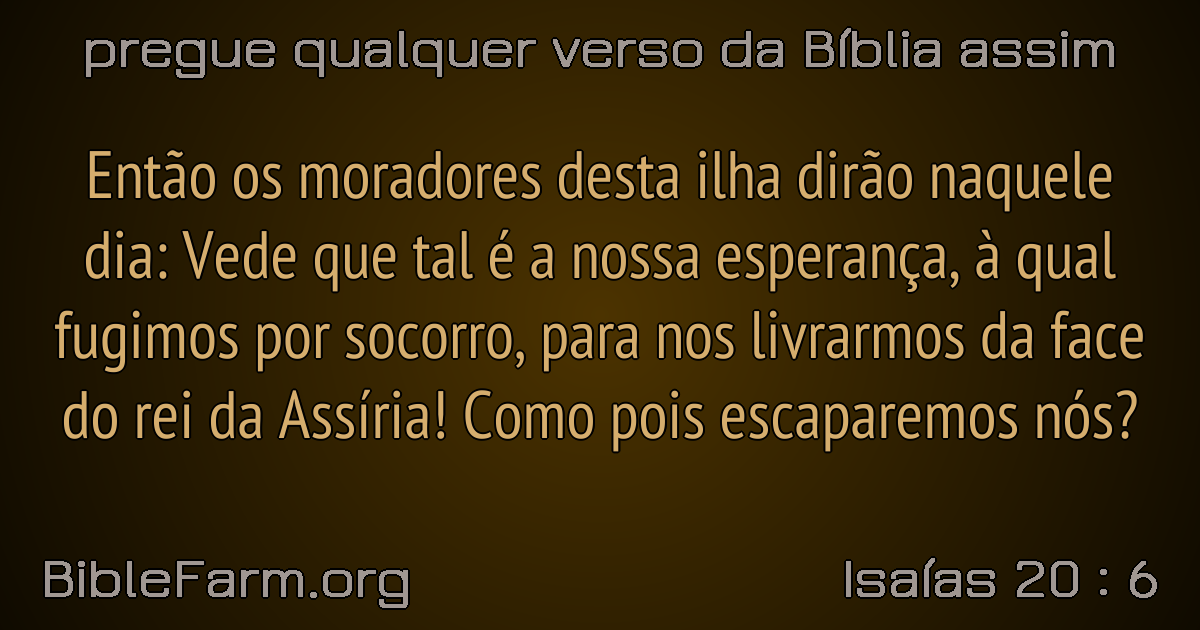 pregue qualquer verso da Bíblia assim
Então os moradores desta ilha dirão naquele
dia: Vede que tal é a nossa esperança, à qual
fugimos por socorro, para nos livrarmos da face
do rei da Assíria! Como pois escaparemos nós?
BibleFarm.org
Isaías 20 : 6